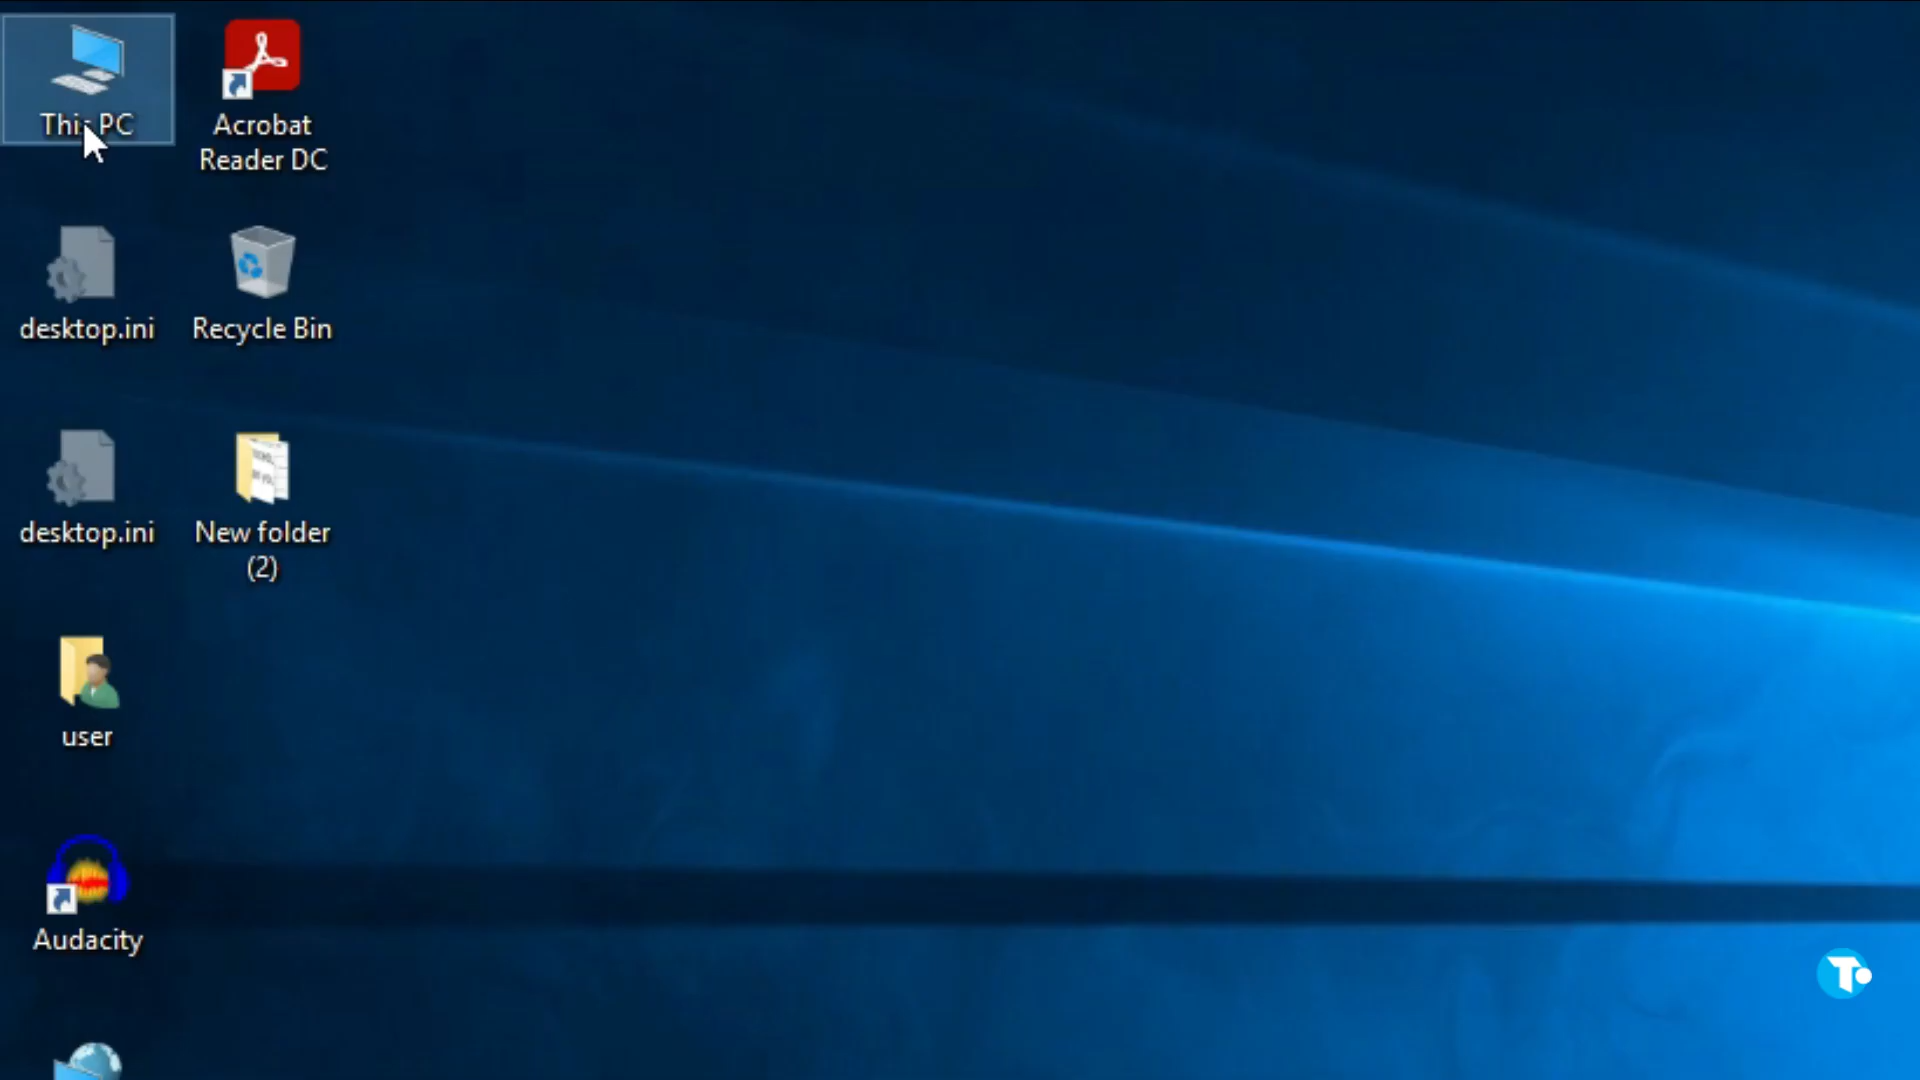 This PC
Acrobat
Reader DC
desktop.ini
Recycle Bin
desktop.ini
New folder
(2)
user
Audacity